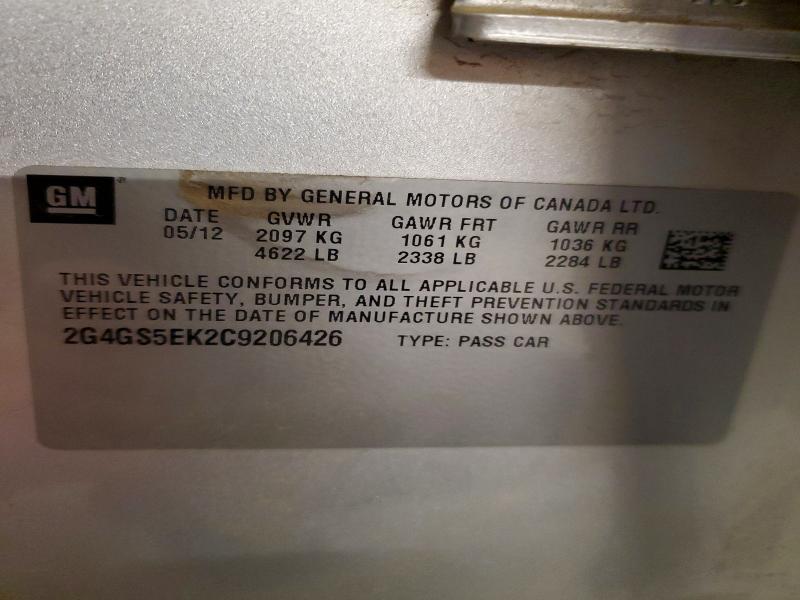 GM
MFD BY GENERAL MOTORS OF CANADA LTD.
DATE GVWR GAWR FRT GAWR RR
05/12 2097 KG 1061 KG 1036 KG
4622 LB 2338 LB 2284 LB
THIS VEHICLE CONFORMS TO ALL APPLICABLE U.S. FEDERAL MOTOR
VEHICLE SAFETY, BUMPER, AND THEFT PREVENTION STANDARDS IN
EFFECT ON THE DATE OF MANUFACTURE SHOWN ABOVE.
2G4GS5EK2C9206426 TYPE: PASS CAR